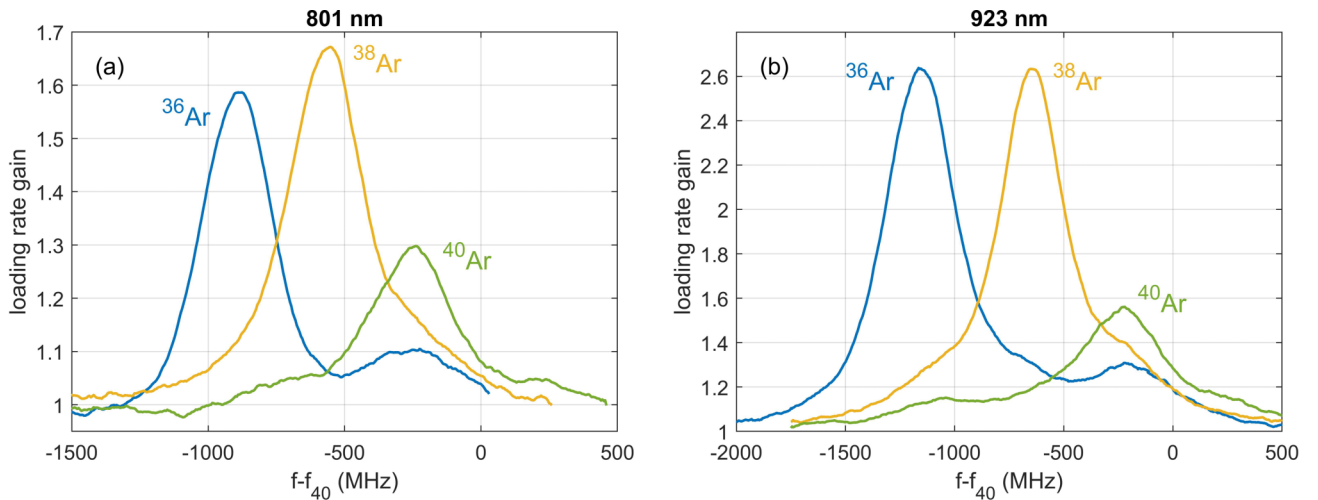 801 nm
(a)
³⁶Ar
³⁸Ar
⁴⁰Ar
1.7
1.6
1.5
1.4
1.3
1.2
1.1
1
loading rate gain
-1500 -1000 -500 0 500
f-f₄₀ (MHz)
923 nm
(b)
³⁶Ar
³⁸Ar
⁴⁰Ar
2.6
2.4
2.2
2
1.8
1.6
1.4
1.2
1
loading rate gain
-2000 -1500 -1000 -500 0 500
f-f₄₀ (MHz)